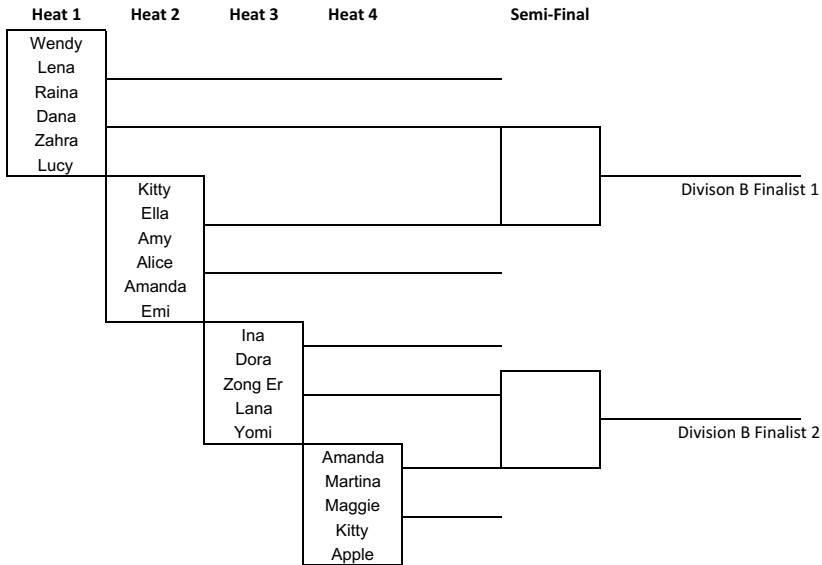 Heat 1 Heat 2 Heat 3 Heat 4 Semi-Final
Wendy
Lena
Raina
Dana
Zahra
Lucy
Kitty
Ella
Amy
Alice
Amanda
Emi
Ina
Dora
Zong Er
Lana
Yomi
Amanda
Martina
Maggie
Kitty
Apple
Divison B Finalist 1
Division B Finalist 2